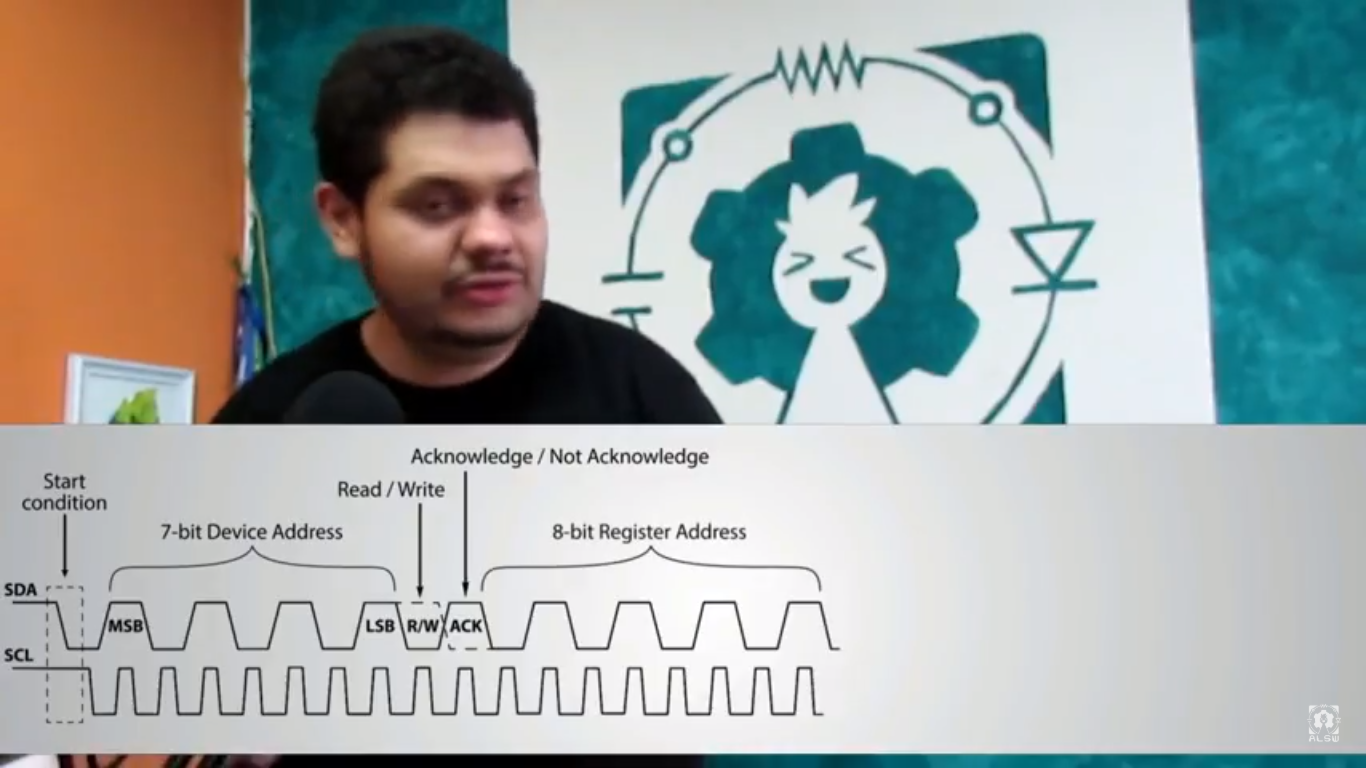 Acknowledge / Not Acknowledge
Start
condition
Read / Write
7-bit Device Address
8-bit Register Address
SDA
MSB
LSB
R/W
ACK
SCL
ALSW